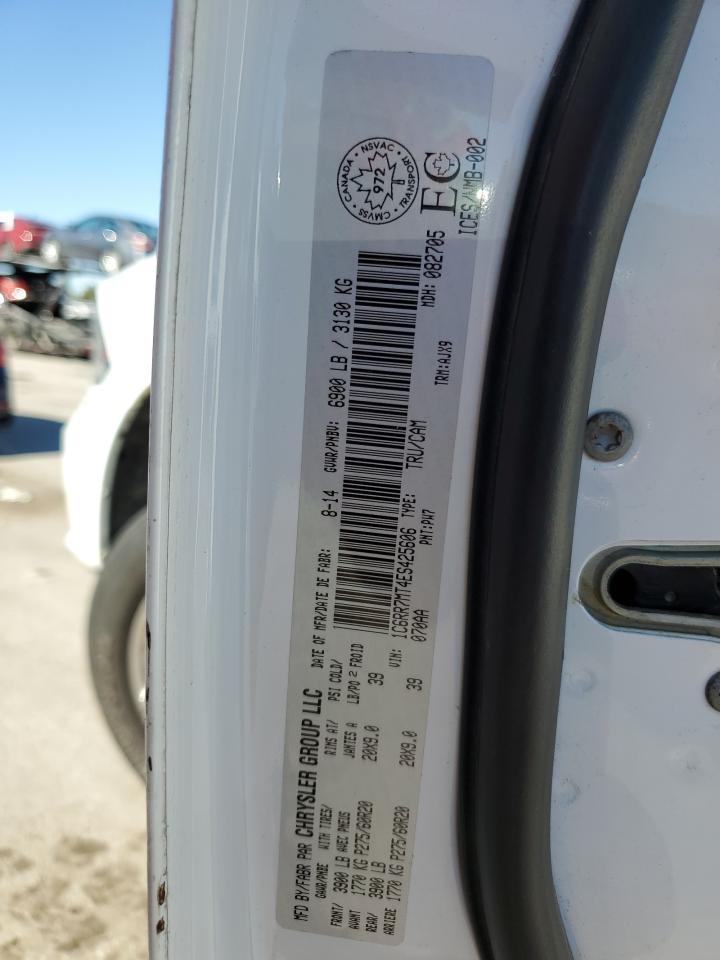 MFD BY/FABR PAR CHRYSLER GROUP LLC
DATE OF MFR/DATE DE FABR: 8-14 GVWR/PNBV: 6900 LB / 3130 KG
GAWR/PNBE WITH TIRES/ RIMS AT/ PSI COLD/
FRONT/ 3900 LB AVEC PNEUS JANTES A LB/PO 2 FROID
AVANT 1770 KG P275/60R20 20X9.0 39
REAR/ 3900 LB
ARRIERE 1770 KG P275/60R20 20X9.0 39
VIN: 1C6RR7MT4ES425606 TYPE: TRU/CAM MDH: 082705
070AA PNT:PW7 TRM:AJX9
CMVSS • CANADA • NSVAC • TRANSPORT •
972
EC
ICES/NMB-002